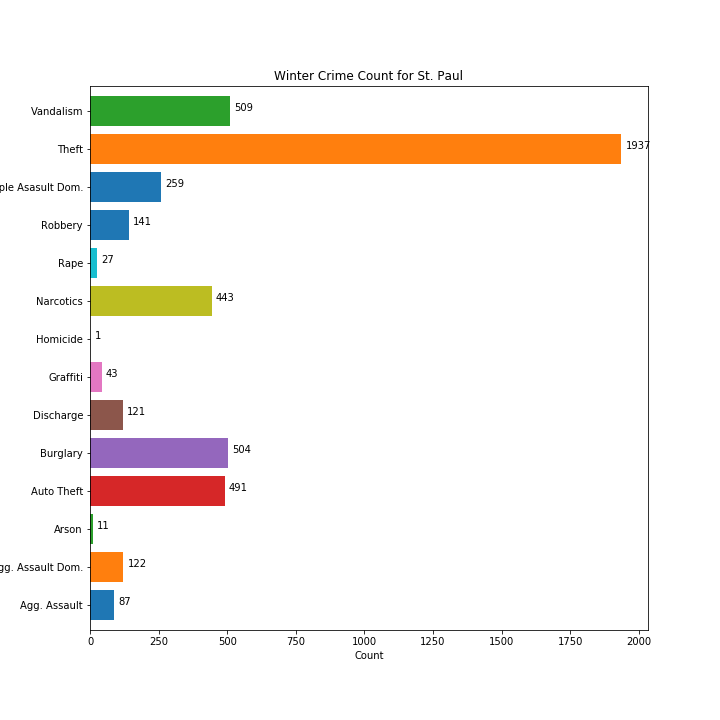 Winter Crime Count for St. Paul
Vandalism 509
Theft 1937
ple Asasult Dom. 259
Robbery 141
Rape 27
Narcotics 443
Homicide 1
Graffiti 43
Discharge 121
Burglary 504
Auto Theft 491
Arson 11
gg. Assault Dom. 122
Agg. Assault 87
0 250 500 750 1000 1250 1500 1750 2000
Count